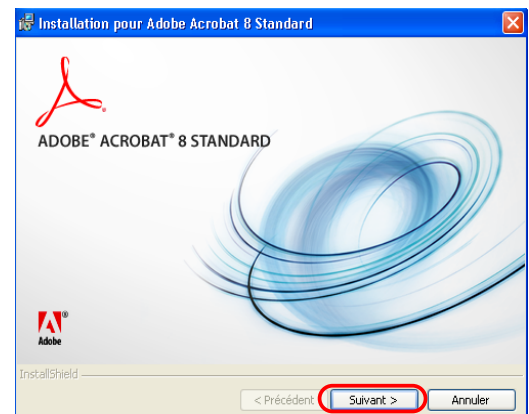 Installation pour Adobe Acrobat 8 Standard
ADOBE® ACROBAT® 8 STANDARD
®
Adobe
InstallShield
< Précédent Suivant > Annuler